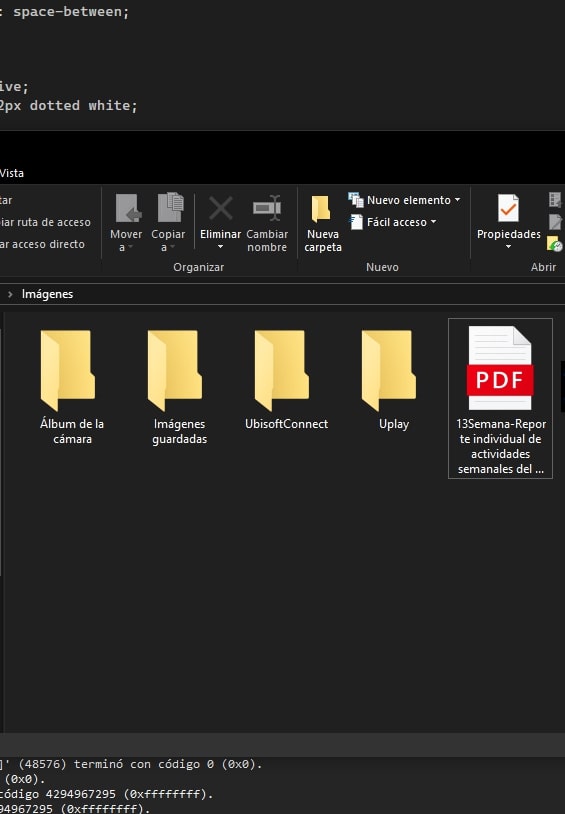 : space-between;
ive;
2px dotted white;
Vista
tar
iar ruta de acceso
ar acceso directo
Mover a
Copiar a
Eliminar
Cambiar nombre
Nueva carpeta
Nuevo elemento
Fácil acceso
Propiedades
Organizar
Nuevo
Abrir
Imágenes
Álbum de la
cámara
Imágenes
guardadas
UbisoftConnect
Uplay
PDF
13Semana-Repor
te individual de
actividades
semanales del ...
]' (48576) terminó con código 0 (0x0).
(0x0).
código 4294967295 (0xffffffff).
94967295 (0xffffffff).